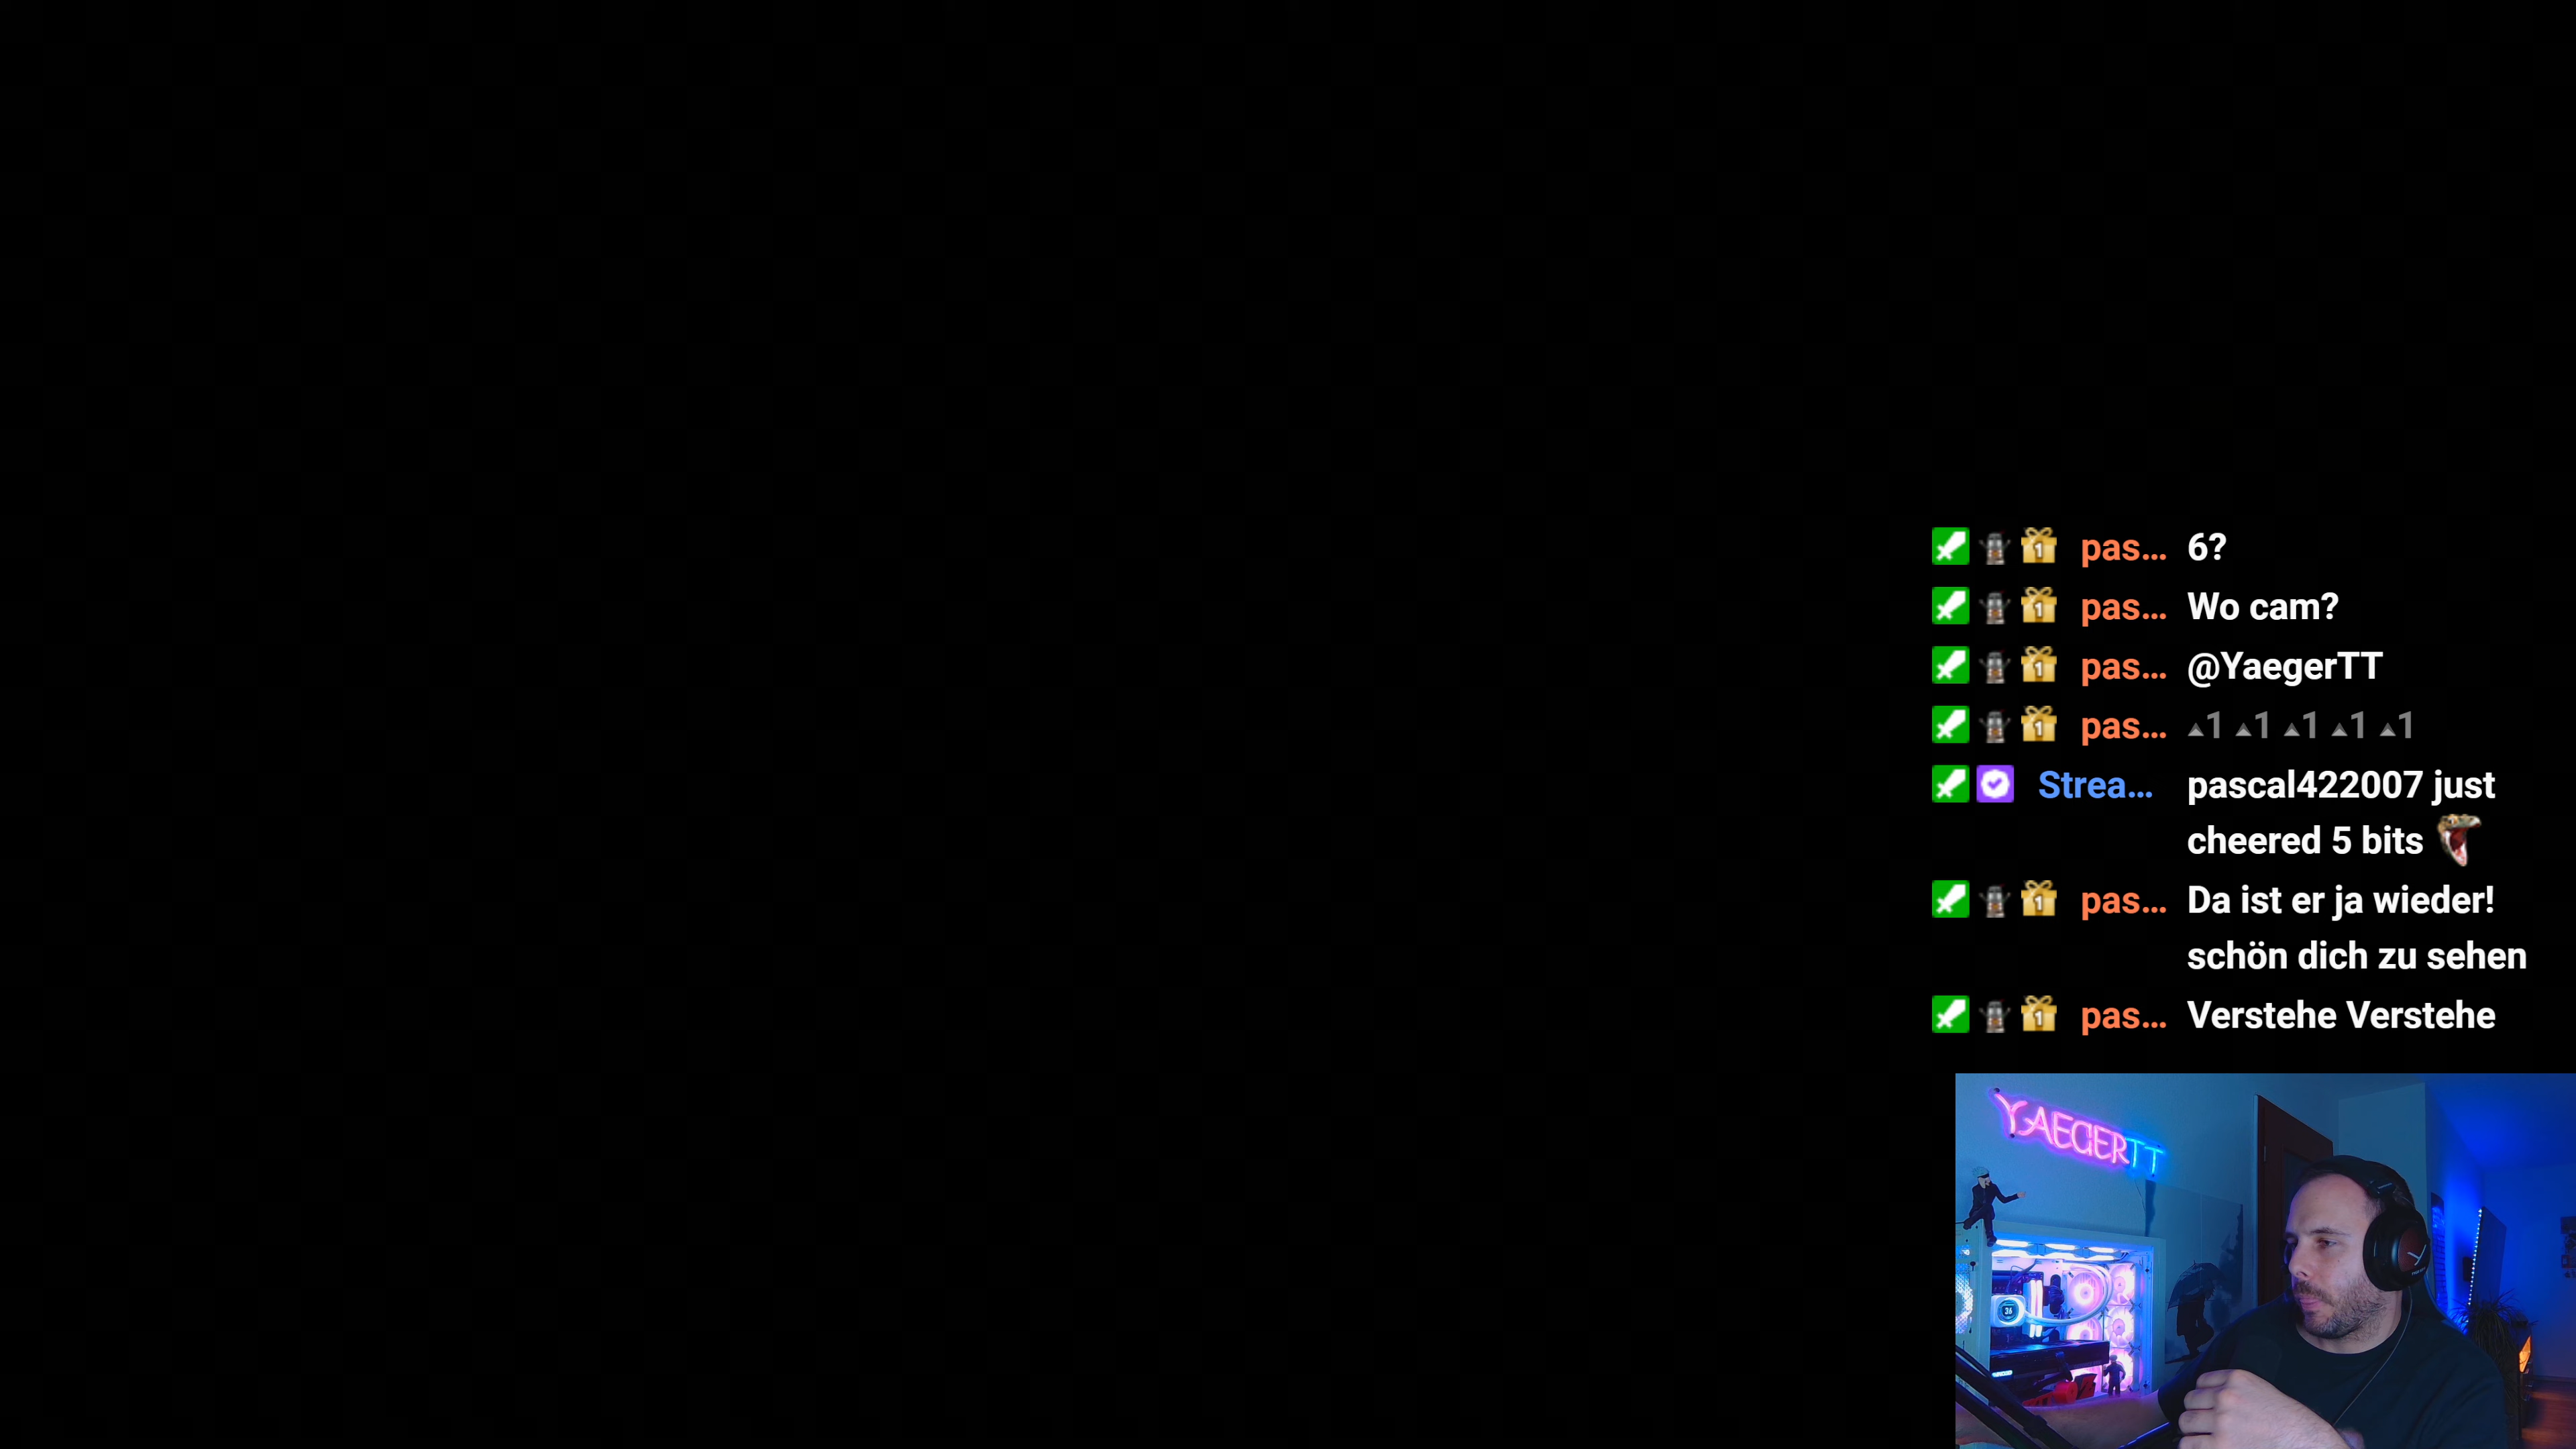 pas... 6?
pas... Wo cam?
pas... @YaegerTT
pas... 1 1 1 1 1
Strea... pascal422007 just
cheered 5 bits
pas... Da ist er ja wieder!
schön dich zu sehen
pas... Verstehe Verstehe
YAEGERTT
36